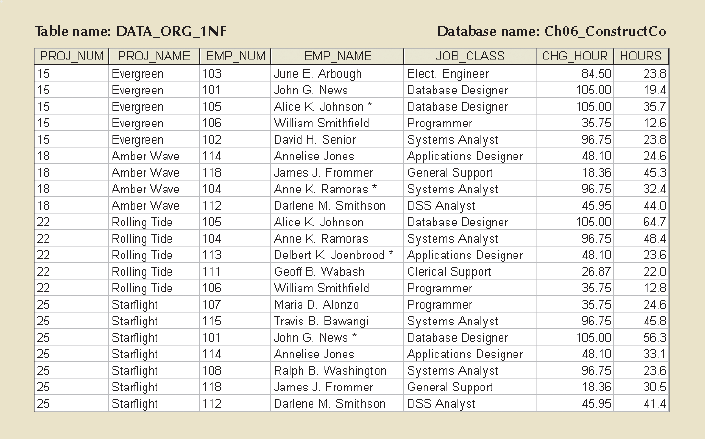 Table name: DATA_ORG_1NF Database name: Ch06_ConstructCo
PROJ_NUM PROJ_NAME EMP_NUM EMP_NAME JOB_CLASS CHG_HOUR HOURS
15 Evergreen 103 June E. Arbough Elect. Engineer 84.50 23.8
15 Evergreen 101 John G. News Database Designer 105.00 19.4
15 Evergreen 105 Alice K. Johnson * Database Designer 105.00 35.7
15 Evergreen 106 William Smithfield Programmer 35.75 12.6
15 Evergreen 102 David H. Senior Systems Analyst 96.75 23.8
18 Amber Wave 114 Annelise Jones Applications Designer 48.10 24.6
18 Amber Wave 118 James J. Frommer General Support 18.36 45.3
18 Amber Wave 104 Anne K. Ramoras * Systems Analyst 96.75 32.4
18 Amber Wave 112 Darlene M. Smithson DSS Analyst 45.95 44.0
22 Rolling Tide 105 Alice K. Johnson Database Designer 105.00 64.7
22 Rolling Tide 104 Anne K. Ramoras Systems Analyst 96.75 48.4
22 Rolling Tide 113 Delbert K. Joenbrood * Applications Designer 48.10 23.6
22 Rolling Tide 111 Geoff B. Wabash Clerical Support 26.87 22.0
22 Rolling Tide 106 William Smithfield Programmer 35.75 12.8
25 Starflight 107 Maria D. Alonzo Programmer 35.75 24.6
25 Starflight 115 Travis B. Bawangi Systems Analyst 96.75 45.8
25 Starflight 101 John G. News * Database Designer 105.00 56.3
25 Starflight 114 Annelise Jones Applications Designer 48.10 33.1
25 Starflight 108 Ralph B. Washington Systems Analyst 96.75 23.6
25 Starflight 118 James J. Frommer General Support 18.36 30.5
25 Starflight 112 Darlene M. Smithson DSS Analyst 45.95 41.4